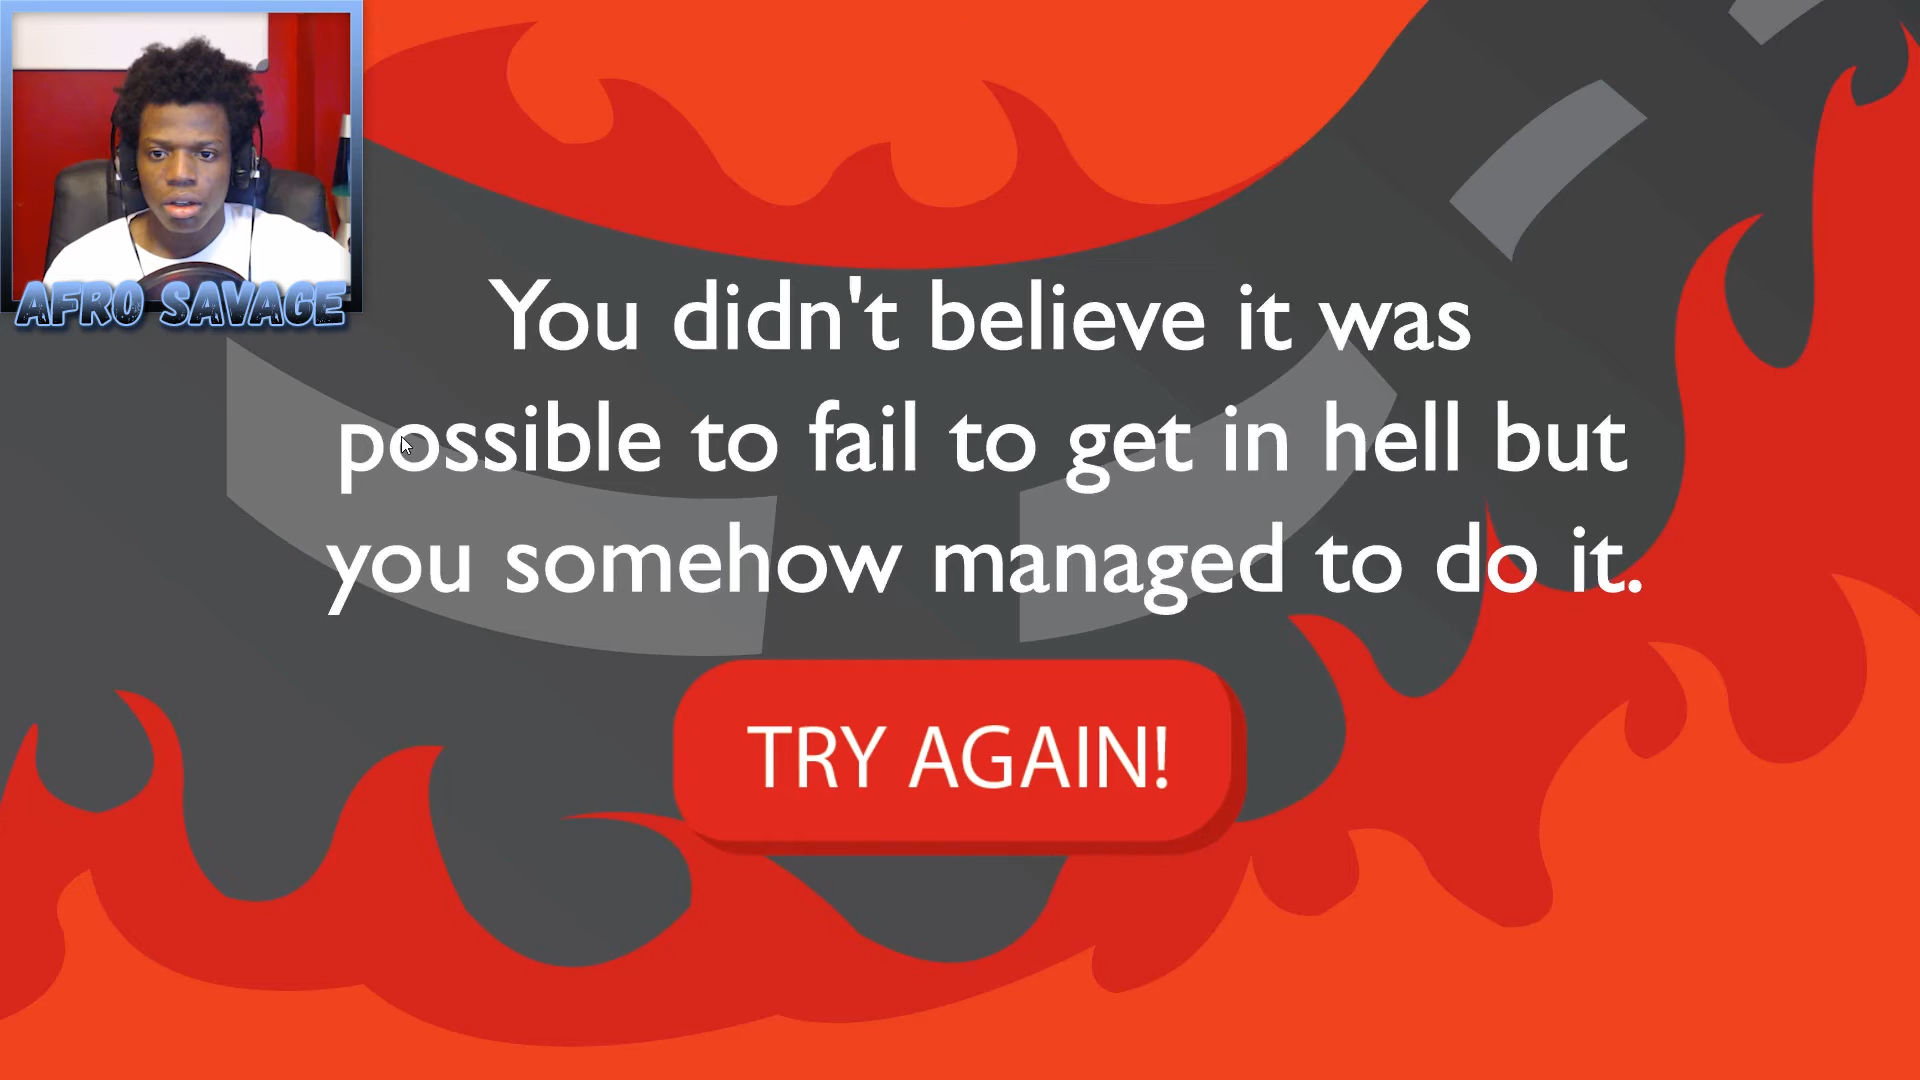 AFRO SAVAGE
You didn't believe it was
possible to fail to get in hell but
you somehow managed to do it.
TRY AGAIN!